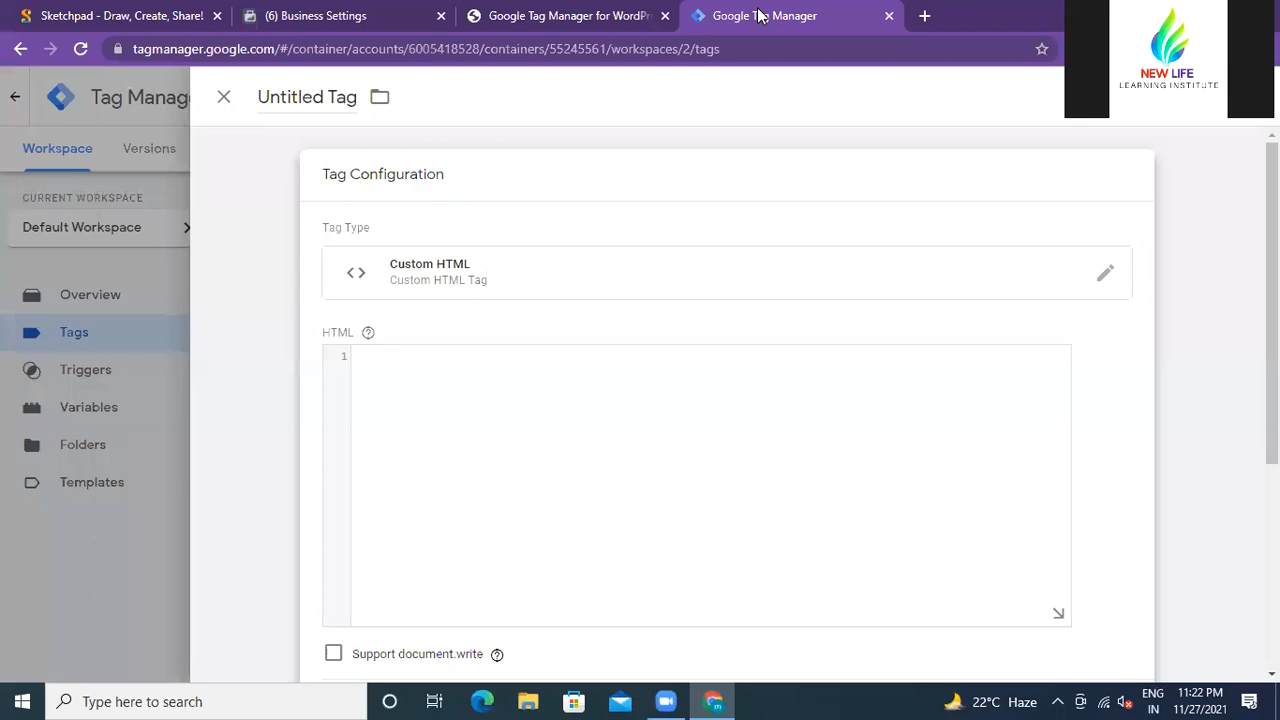 Sketchpad - Draw, Create, Share!
(6) Business Settings
Google Tag Manager for WordPr
Google Tag Manager
tagmanager.google.com/#/container/accounts/6005418528/containers/55245561/workspaces/2/tags
NEW LIFE
LEARNING INSTITUTE
Tag Mana
Untitled Tag
Workspace
Versions
Tag Configuration
CURRENT WORKSPACE
Default Workspace
Tag Type
Custom HTML
Custom HTML Tag
Overview
Tags
HTML
1
Triggers
Variables
Folders
Templates
Support document.write
Type here to search
22°C Haze
ENG
IN
11:22 PM
11/27/2021